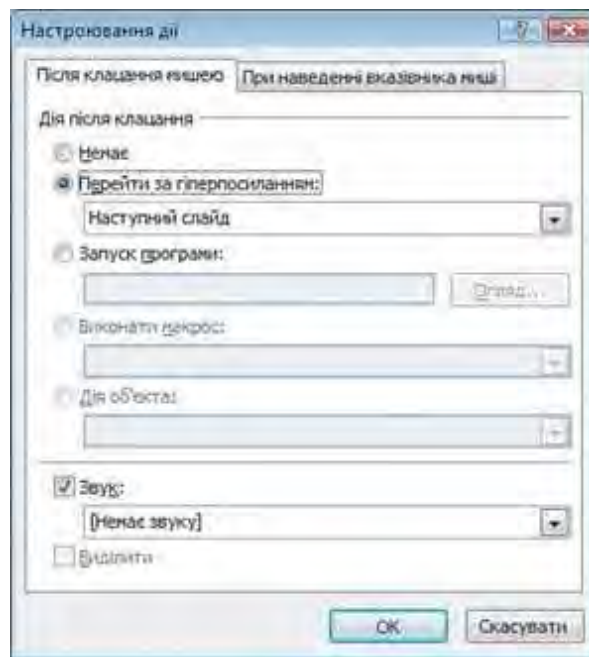 Настроювання дії
Після клацання мишею
При наведенні вказівника миші
Дія після клацання
Немає
Перейти за гіперпосиланням:
Наступний слайд
Запуск програми:
Огляд...
Виконати макрос:
Дія об'єкта:
Звук:
[Немає звуку]
Виділити
ОК
Скасувати